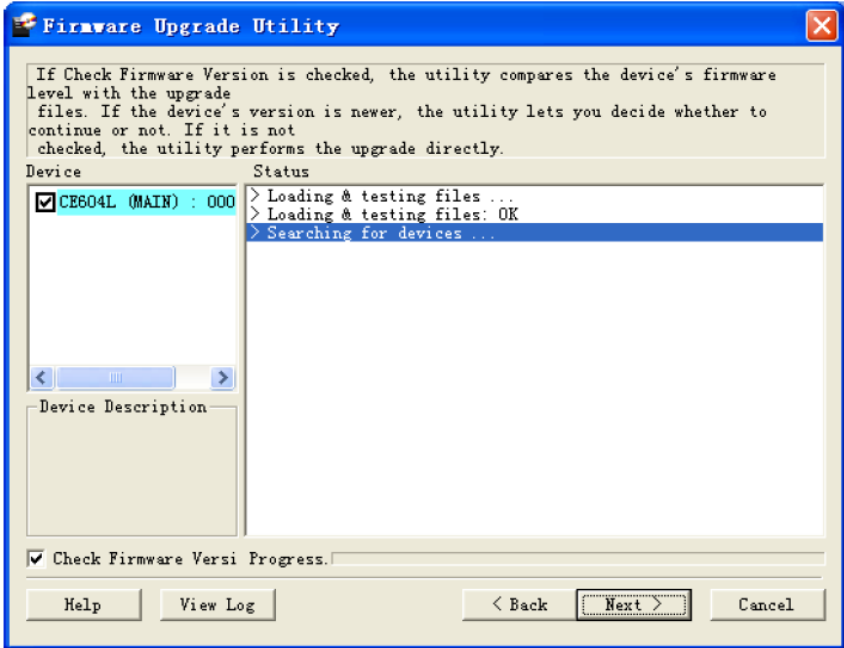 Firmware Upgrade Utility
If Check Firmware Version is checked, the utility compares the device's firmware
level with the upgrade
files. If the device's version is newer, the utility lets you decide whether to
continue or not. If it is not
checked, the utility performs the upgrade directly.
Device
Status
CE604L (MAIN) : 000
> Loading & testing files ...
> Loading & testing files: OK
> Searching for devices ...
Device Description
Check Firmware Versi Progress.
Help
View Log
< Back
Next >
Cancel